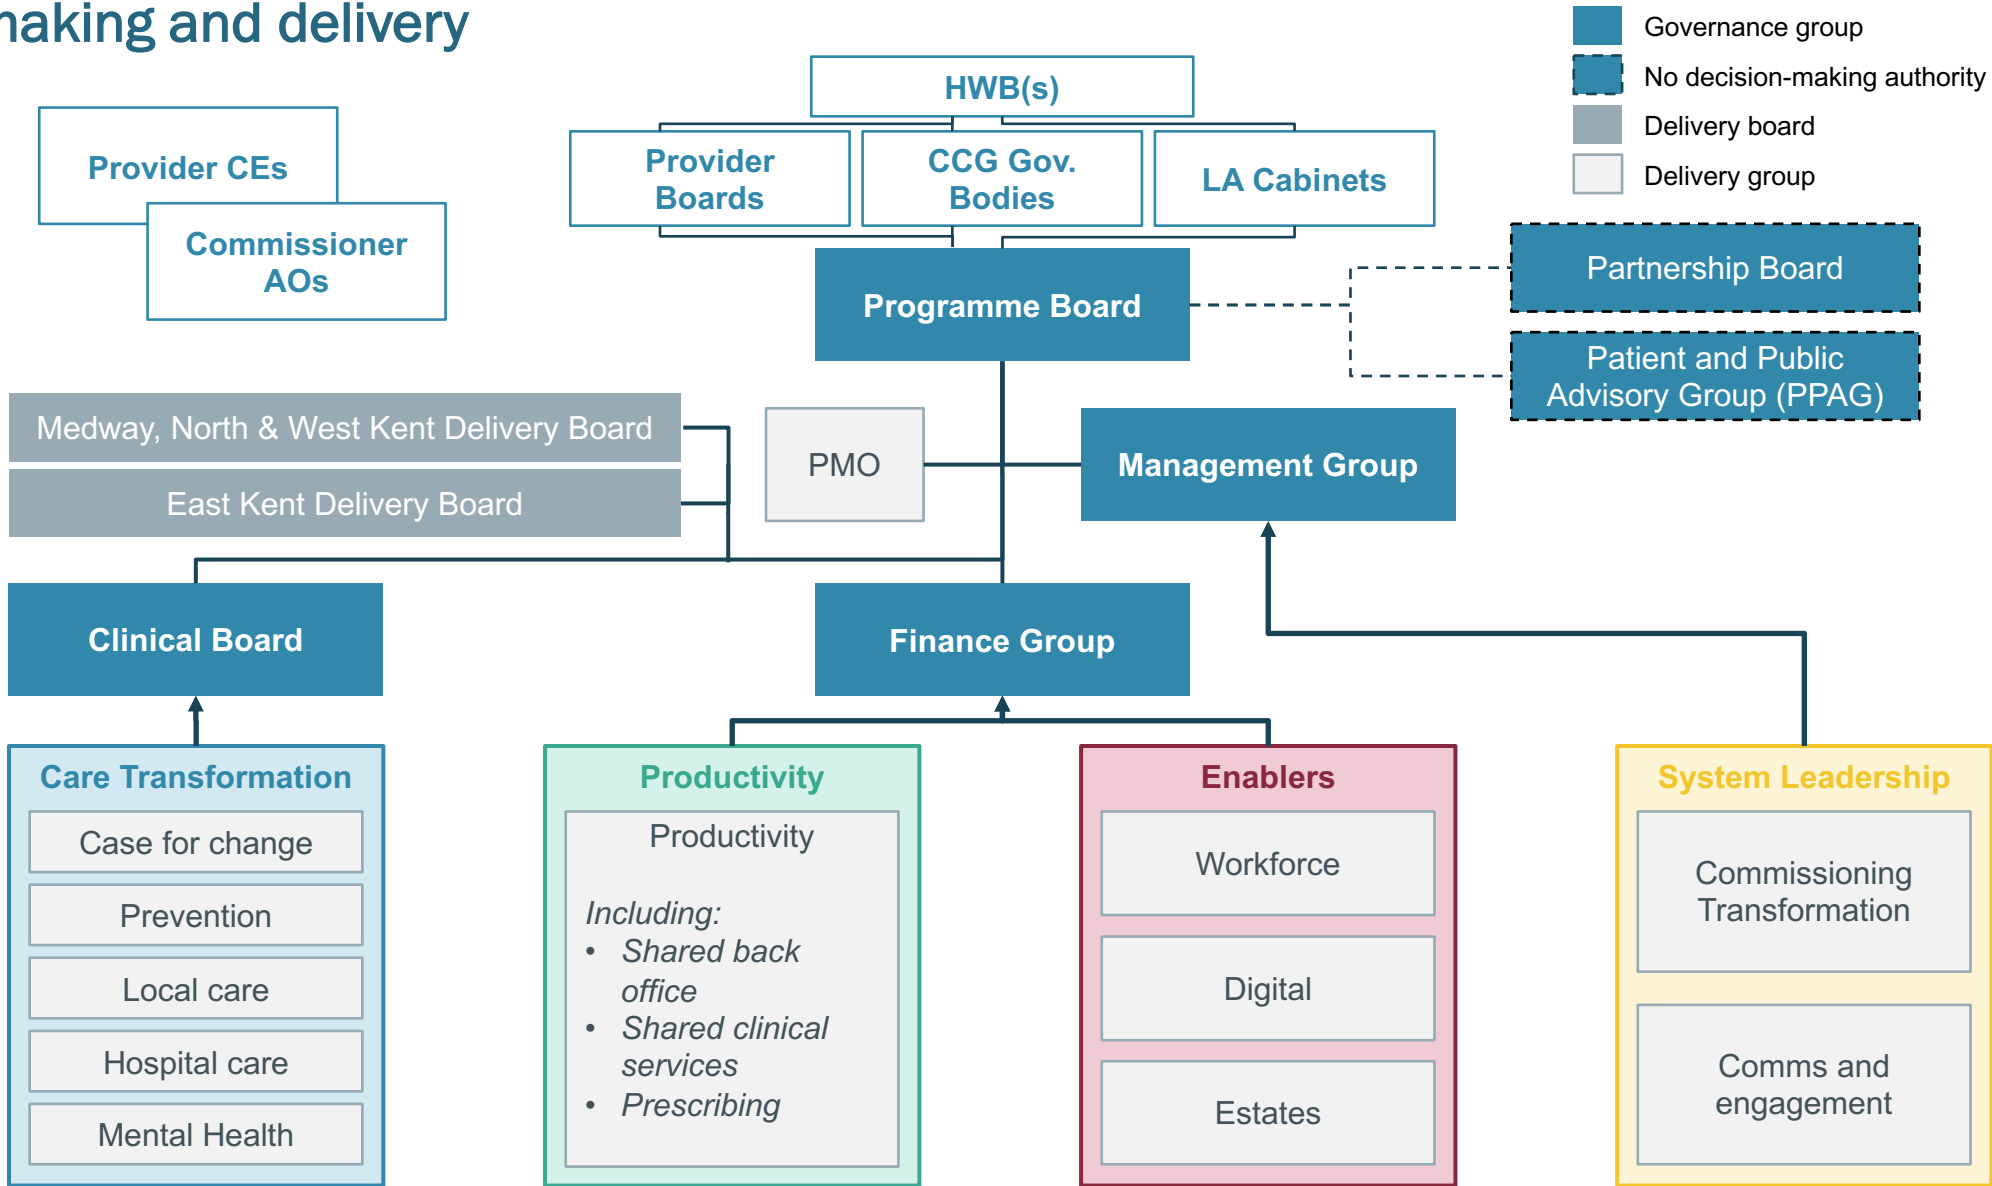 making and delivery
Governance group
No decision-making authority
Delivery board
Delivery group
Provider CEs
Commissioner
AOs
HWB(s)
Provider
Boards
CCG Gov.
Bodies
LA Cabinets
Programme Board
Partnership Board
Patient and Public
Advisory Group (PPAG)
Medway, North & West Kent Delivery Board
East Kent Delivery Board
PMO
Management Group
Clinical Board
Finance Group
Care Transformation
Case for change
Prevention
Local care
Hospital care
Mental Health
Productivity
Productivity
Including:
• Shared back
office
• Shared clinical
services
• Prescribing
Enablers
Workforce
Digital
Estates
System Leadership
Commissioning
Transformation
Comms and
engagement